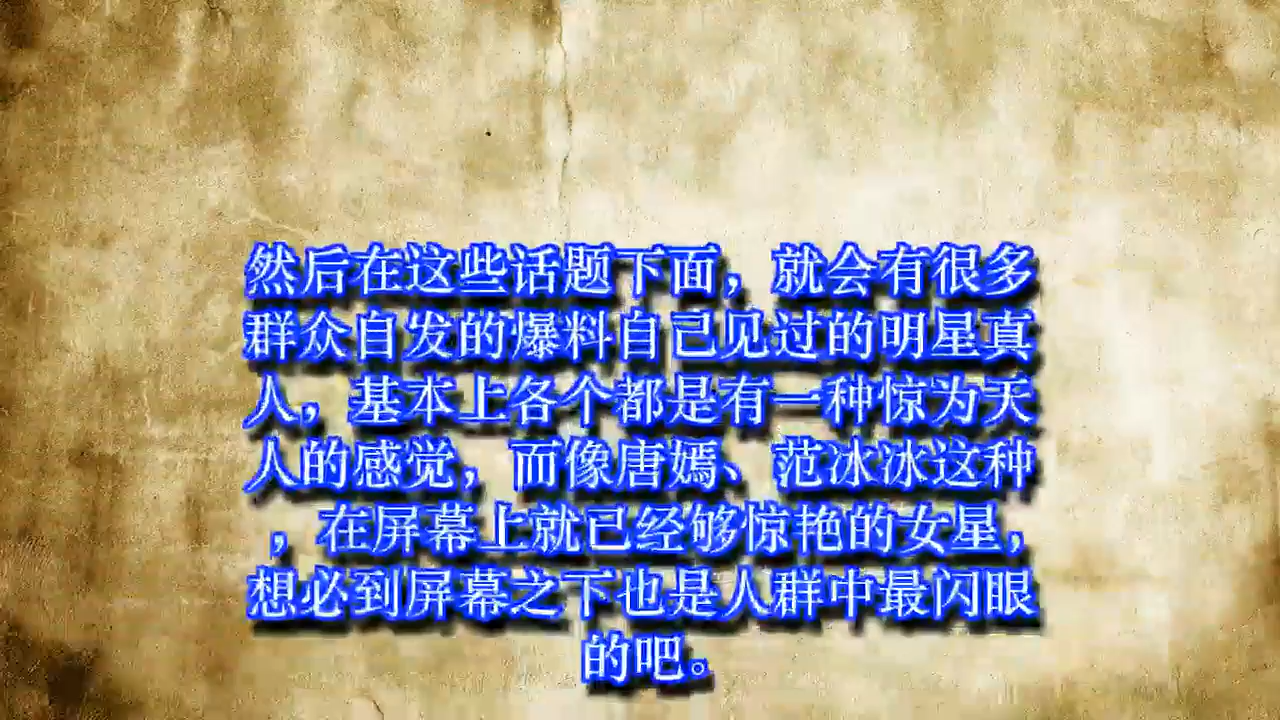 然后在这些话题下面，就会有很多
群众自发的爆料自己见过的明星真
人，基本上各个都是有一种惊为天
人的感觉，而像唐嫣、范冰冰这种
，在屏幕上就已经够惊艳的女星，
想必到屏幕之下也是人群中最闪眼
的吧。